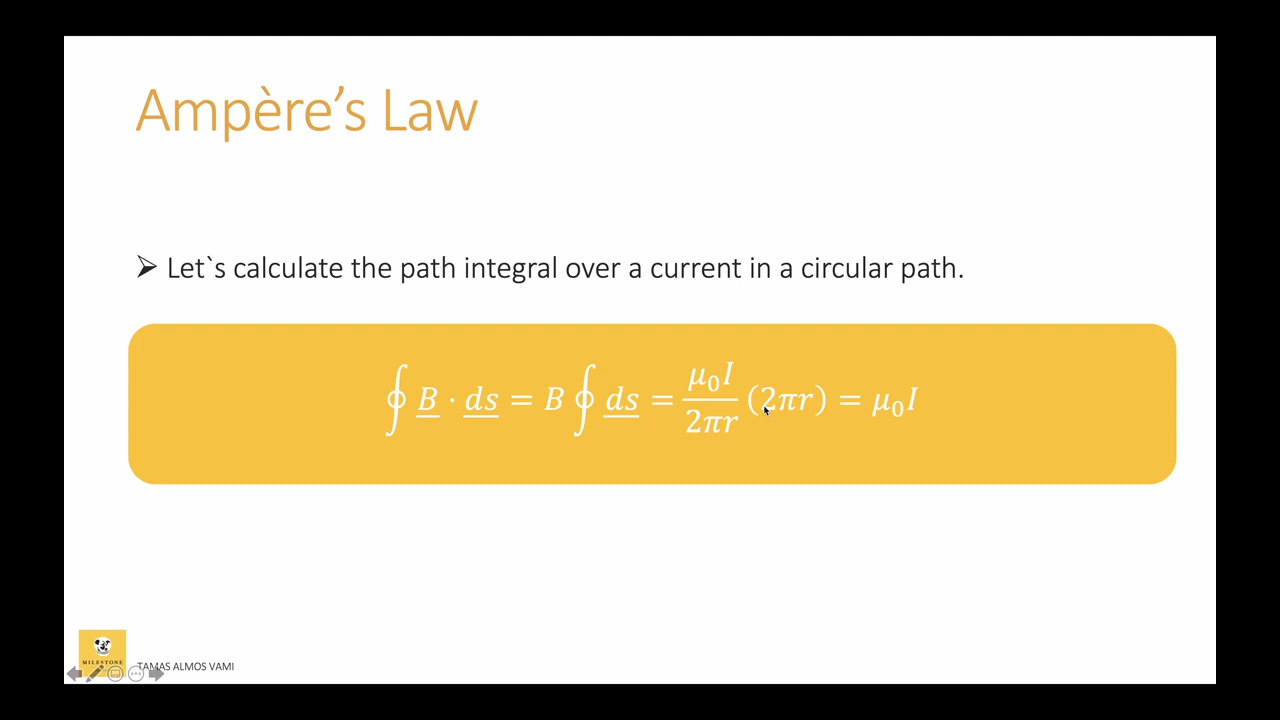 Ampère’s Law
➢ Let`s calculate the path integral over a current in a circular path.
∮ B · ds = B ∮ ds = μ₀I / 2πr (2πr) = μ₀I
MILESTONE
TAMAS ALMOS VAMI